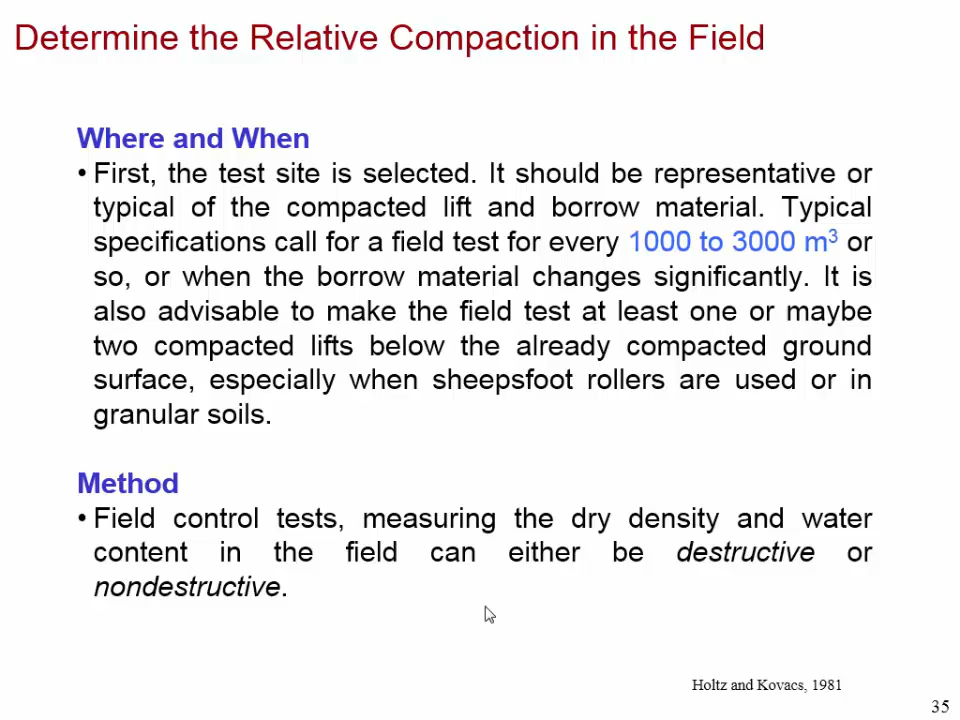 Determine the Relative Compaction in the Field
Where and When
• First, the test site is selected. It should be representative or
typical of the compacted lift and borrow material. Typical
specifications call for a field test for every 1000 to 3000 m³ or
so, or when the borrow material changes significantly. It is
also advisable to make the field test at least one or maybe
two compacted lifts below the already compacted ground
surface, especially when sheepsfoot rollers are used or in
granular soils.
Method
• Field control tests, measuring the dry density and water
content in the field can either be destructive or
nondestructive.
Holtz and Kovacs, 1981
35